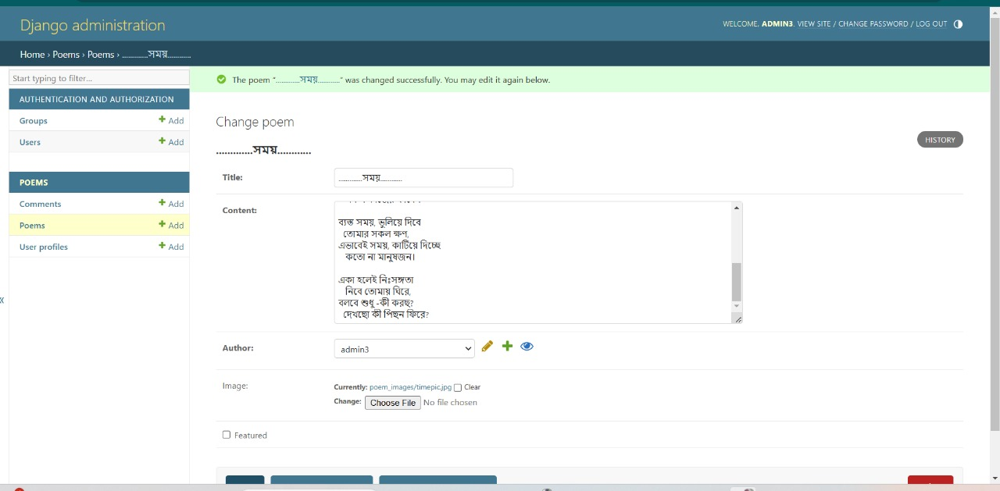 Django administration
WELCOME, ADMIN3. VIEW SITE / CHANGE PASSWORD / LOG OUT
Home › Poems › Poems › .............সময়............
Start typing to filter...
The poem “.............সময়............” was changed successfully. You may edit it again below.
AUTHENTICATION AND AUTHORIZATION
Groups
Add
Users
Add
POEMS
Comments
Add
Poems
Add
User profiles
Add
«
Change poem
.............সময়............
HISTORY
Title:
.............সময়............
Content:
ব্যস্ত সময়, ভুলিয়ে দিবে
তোমার সকল ক্ষণ,
এভাবেই সময়, কাটিয়ে দিচ্ছে
কতো না মানুষজন।
একা হলেই নিঃসঙ্গতা
নিবে তোমায় ঘিরে,
বলবে শুধু -কী করছ?
দেখছো কী পিছন ফিরে?
Author:
admin3
Image:
Currently: poem_images/timepic.jpg Clear
Change: Choose File No file chosen
Featured